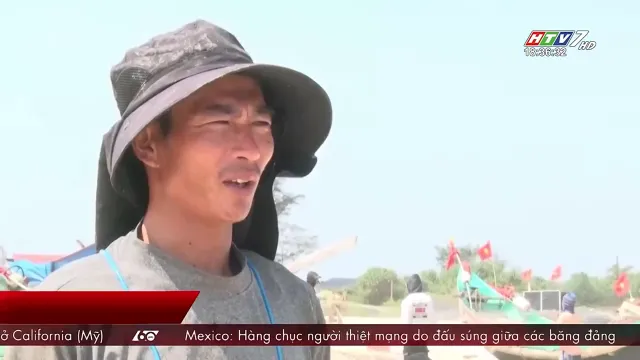 HTV7 HD
18:36:32
ở California (Mỹ) 60 Mexico: Hàng chục người thiệt mạng do đấu súng giữa các băng đảng